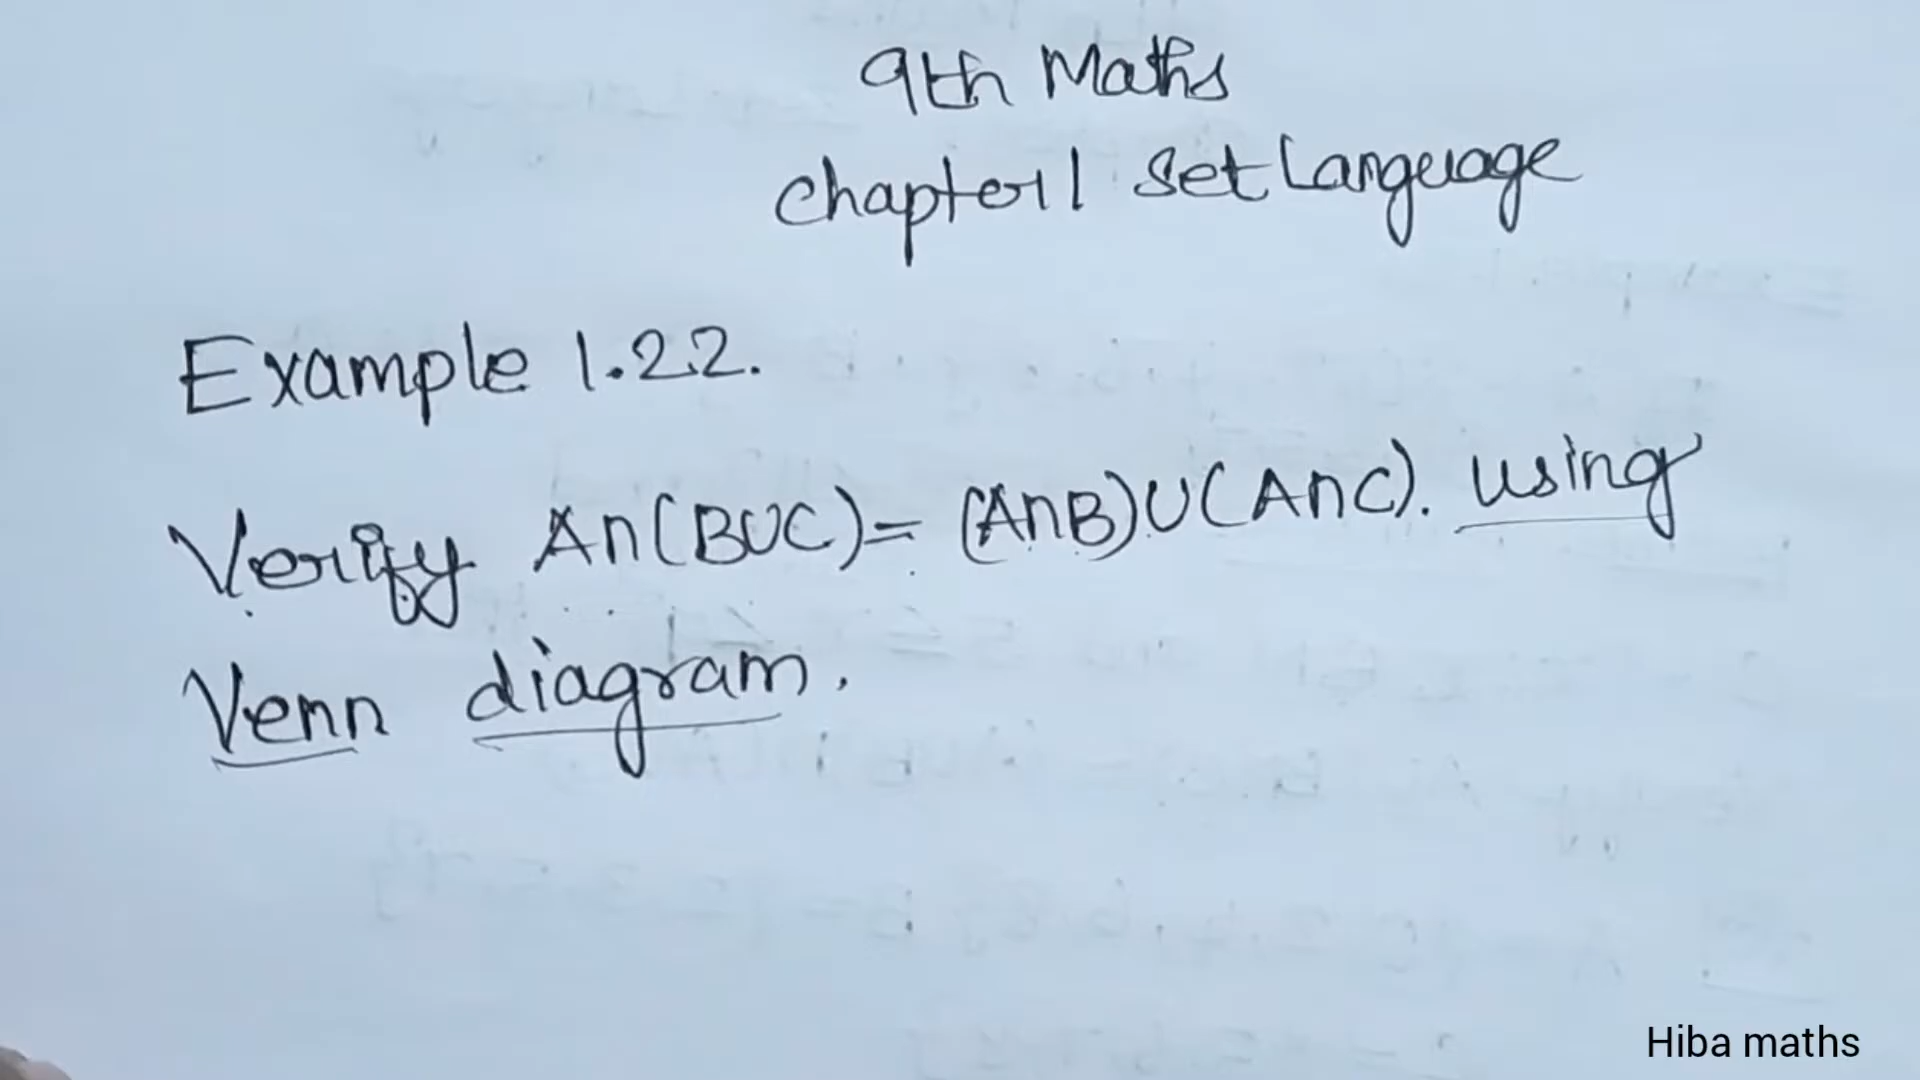 9th Maths
Chapter 1 Set Language
Example 1.22.
Verify A∩(B∪C)= (A∩B)∪(A∩C). using
Venn diagram.
Hiba maths